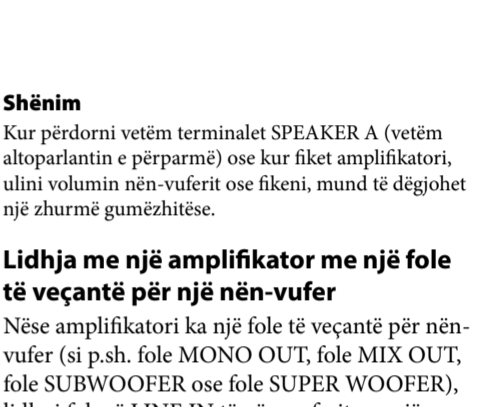 Shënim
Kur përdorni vetëm terminalet SPEAKER A (vetëm
altoparlantin e përparmë) ose kur fiket amplifikatori,
ulini volumin nën-vuferit ose fikeni, mund të dëgjohet
një zhurmë gumëzhitëse.
Lidhja me një amplifikator me një fole
të veçantë për një nën-vufer
Nëse amplifikatori ka një fole të veçantë për nën-
vufer (si p.sh. fole MONO OUT, fole MIX OUT,
fole SUBWOOFER ose fole SUPER WOOFER),